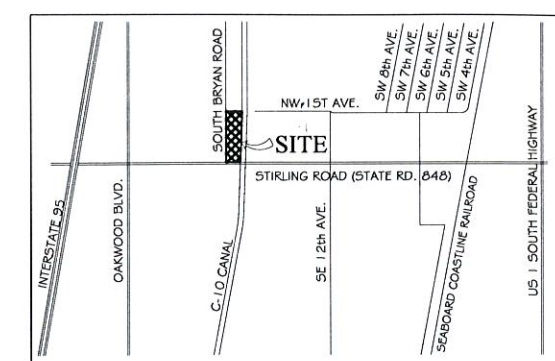 SOUTH BRYAN ROAD
SW 8th AVE.
SW 7th AVE.
SW 6th AVE.
SW 5th AVE.
SW 4th AVE.
NW 1ST AVE.
SITE
STIRLING ROAD (STATE RD. 848)
INTERSTATE 95
OAKWOOD BLVD.
C-10 CANAL
SE 12th AVE.
SEABOARD COASTLINE RAILROAD
US 1 SOUTH FEDERAL HIGHWAY